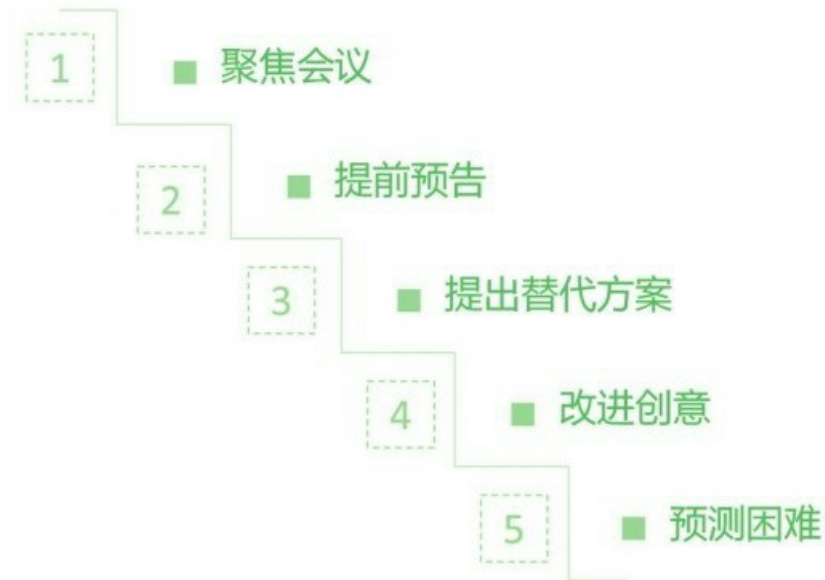 1 ■ 聚焦会议
2 ■ 提前预告
3 ■ 提出替代方案
4 ■ 改进创意
5 ■ 预测困难